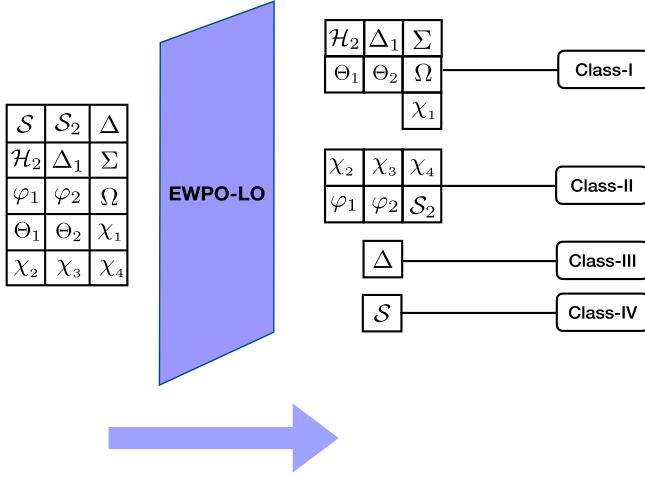 𝒮 𝒮₂ Δ
ℋ₂ Δ₁ Σ
φ₁ φ₂ Ω
Θ₁ Θ₂ χ₁
χ₂ χ₃ χ₄
EWPO-LO
ℋ₂ Δ₁ Σ
Θ₁ Θ₂ Ω
χ₁
Class-I
χ₂ χ₃ χ₄
φ₁ φ₂ 𝒮₂
Class-II
Δ
Class-III
𝒮
Class-IV